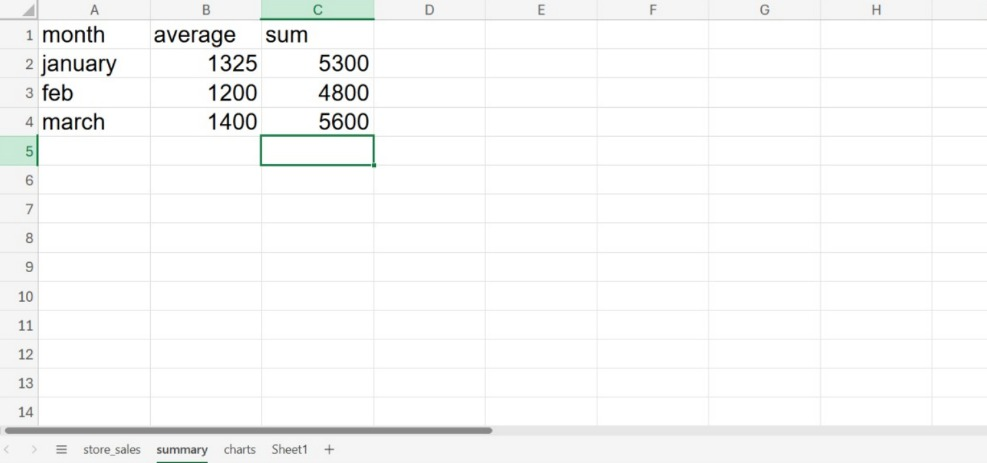 A B C D E F G H
1 month average sum
2 january 1325 5300
3 feb 1200 4800
4 march 1400 5600
5
6
7
8
9
10
11
12
13
14
store_sales summary charts Sheet1 +